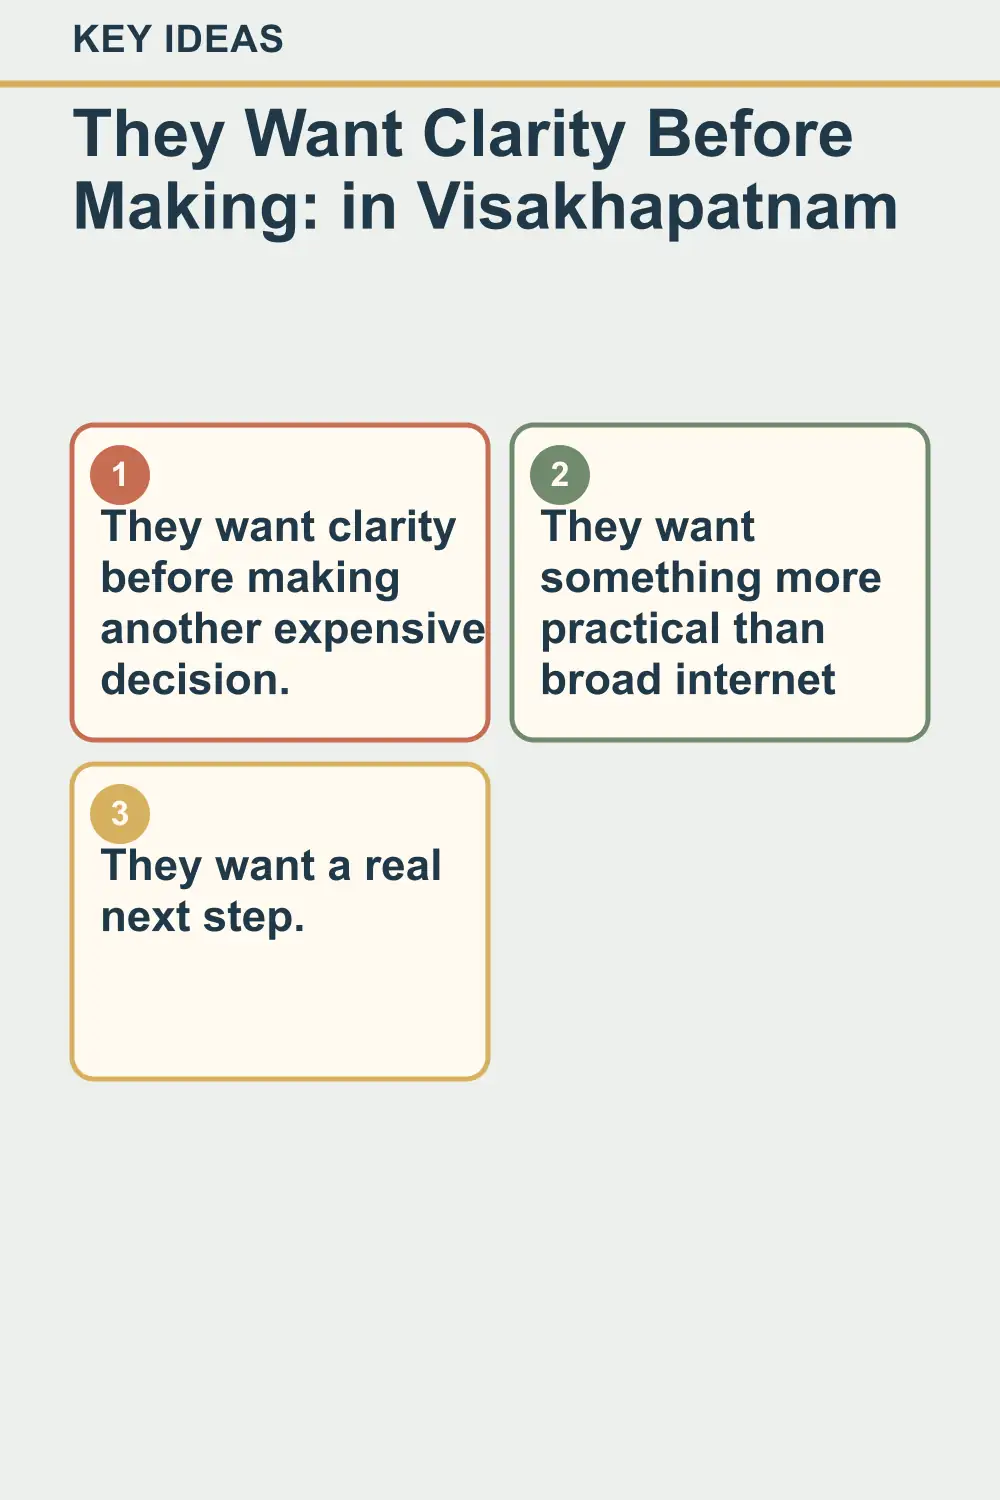 KEY IDEAS
They Want Clarity Before
Making: in Visakhapatnam
1
They want clarity
before making
another expensive
decision.
2
They want
something more
practical than
broad internet
3
They want a real
next step.